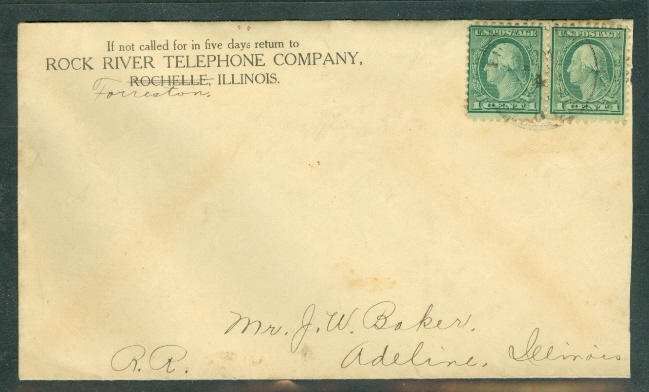 If not called for in five days return to
ROCK RIVER TELEPHONE COMPANY,
ROCHELLE, ILLINOIS.
Forreston.
U.S. POSTAGE
1 CENT 1
U.S. POSTAGE
1 CENT 1
Mr. J. W. Baker.
R.R. Adeline, Illinois